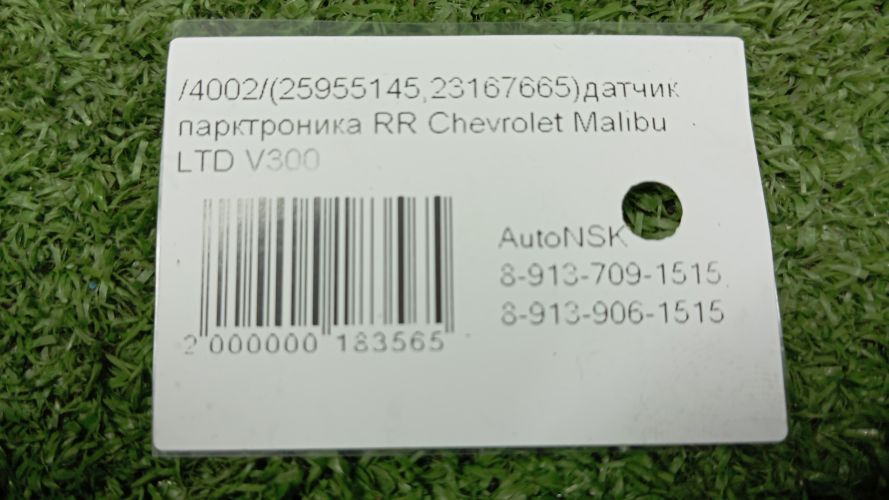 /4002/(25955145,23167665)датчик
парктроника RR Chevrolet Malibu
LTD V300
AutoNSK
8-913-709-1515
8-913-906-1515
2 000000 183565